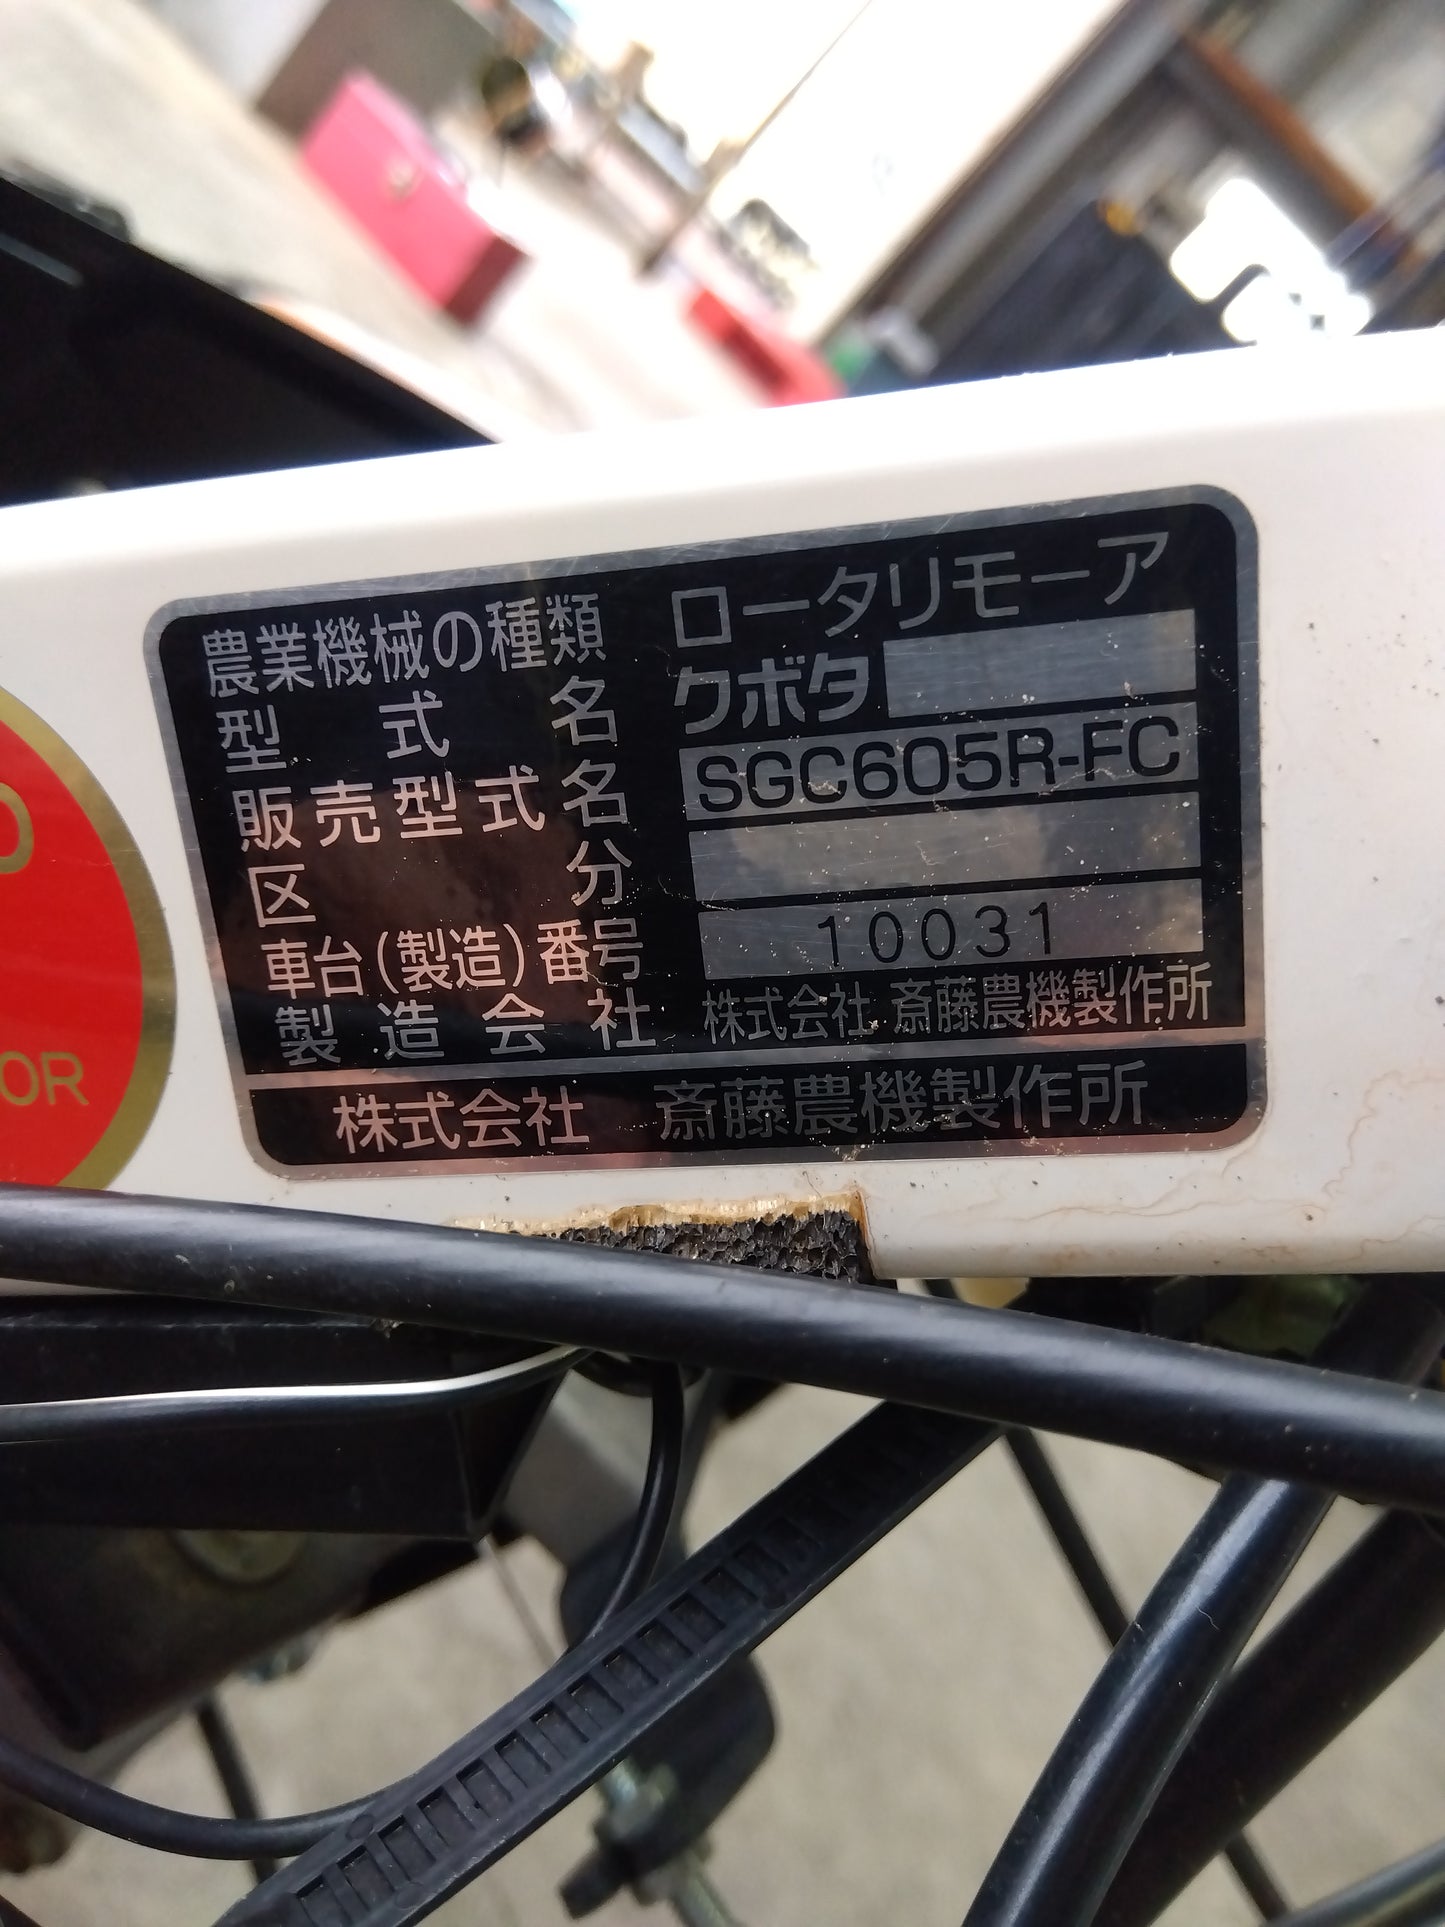 農業機械の種類 ロータリモーア
型式名 クボタ
販売型式名 SGC605R-FC
区分
車台(製造)番号 10031
製造会社 株式会社 斎藤農機製作所
株式会社 斎藤農機製作所
OR